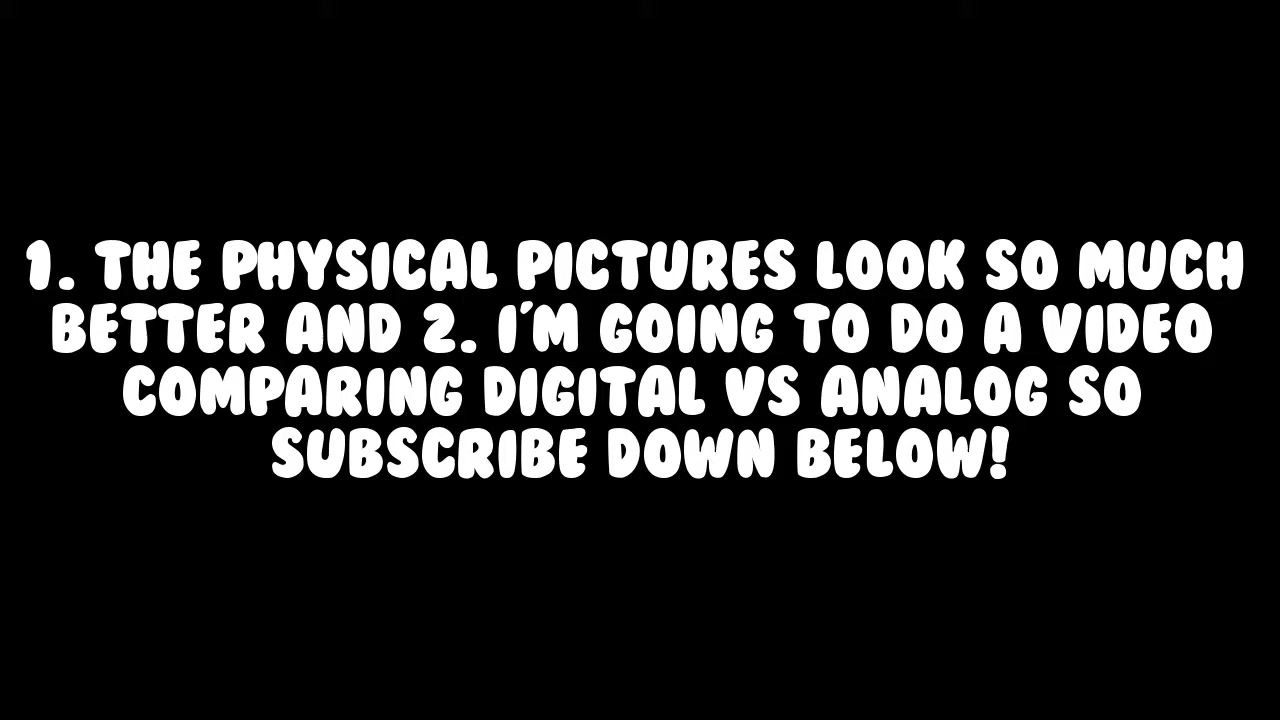 1. THE PHYSICAL PICTURES LOOK SO MUCH
BETTER AND 2. I'M GOING TO DO A VIDEO
COMPARING DIGITAL VS ANALOG SO
SUBSCRIBE DOWN BELOW!